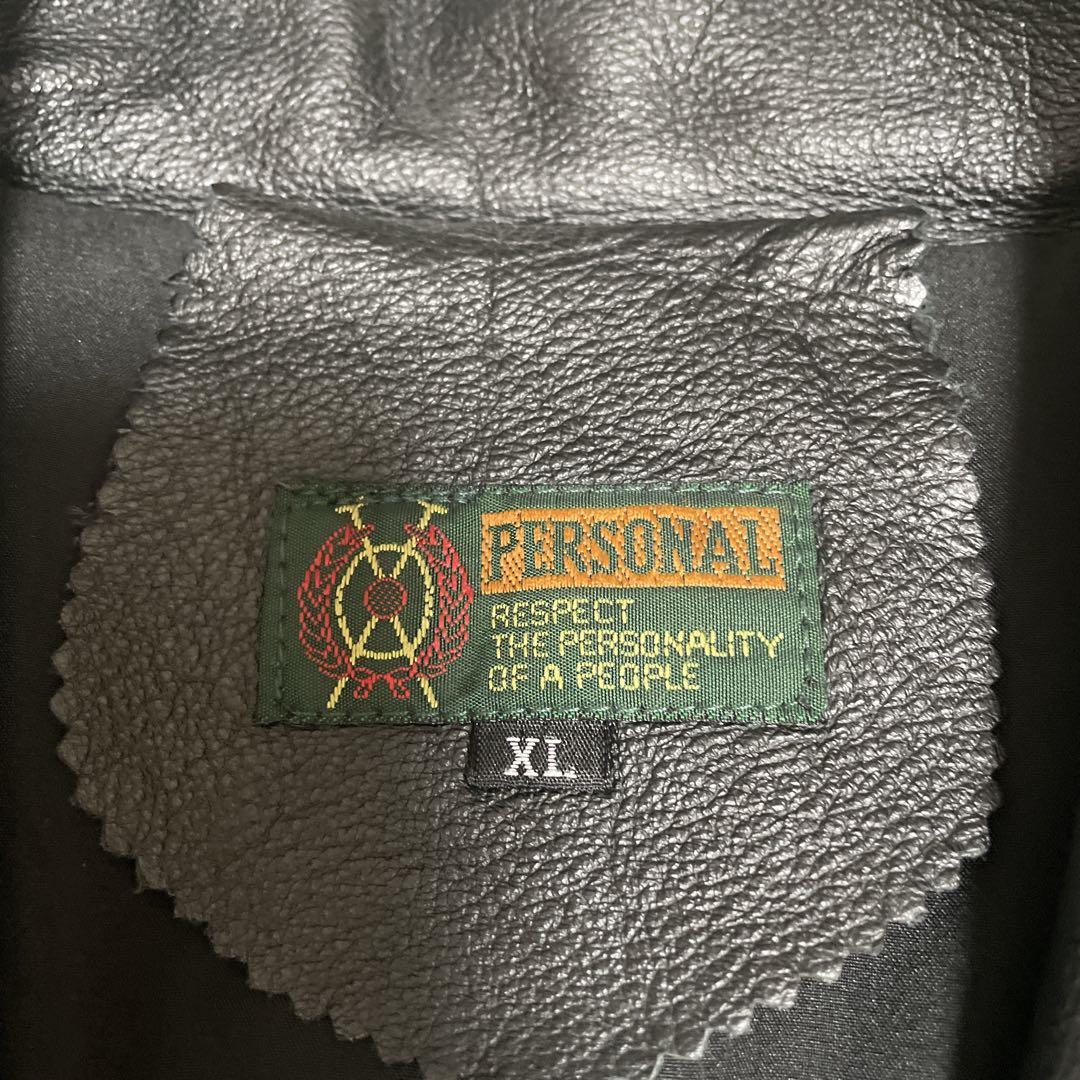 PERSONAL
RESPECT
THE PERSONALITY
OF A PEOPLE
XL